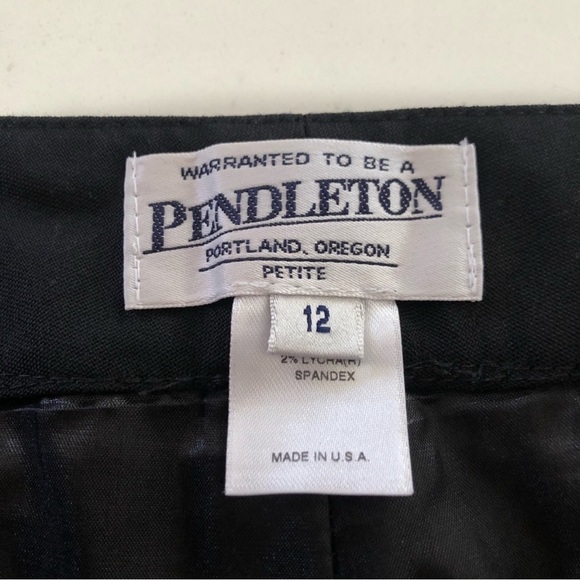 WARRANTED TO BE A
PENDLETON
PORTLAND, OREGON
PETITE
12
2% LYCRA(R)
SPANDEX
MADE IN U.S.A.